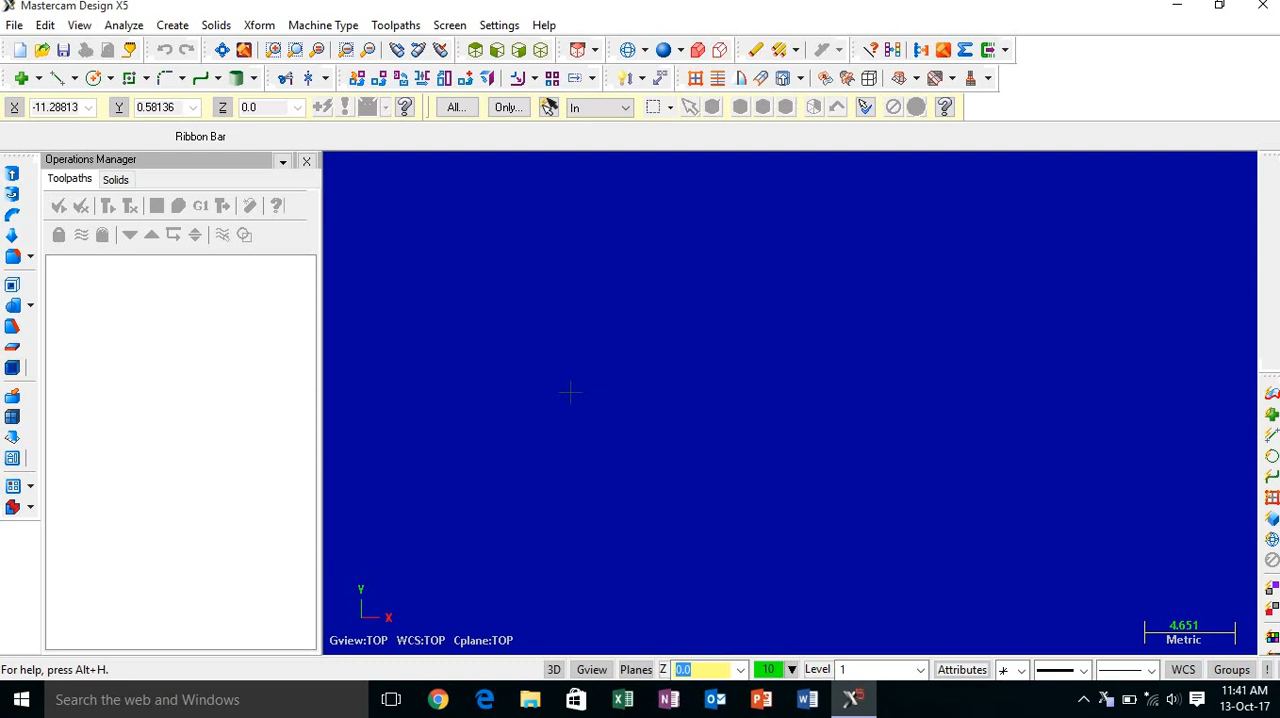 Mastercam Design X5
File Edit View Analyze Create Solids Xform Machine Type Toolpaths Screen Settings Help
X -11.28813 Y 0.58136 Z 0.0 All... Only... In
Ribbon Bar
Operations Manager
Toolpaths Solids
G1
Y
X
Gview:TOP WCS:TOP Cplane:TOP
4.651
Metric
For help, press Alt+H. 3D Gview Planes Z 0.0 10 Level 1 Attributes WCS Groups
Search the web and Windows
11:41 AM
13-Oct-17